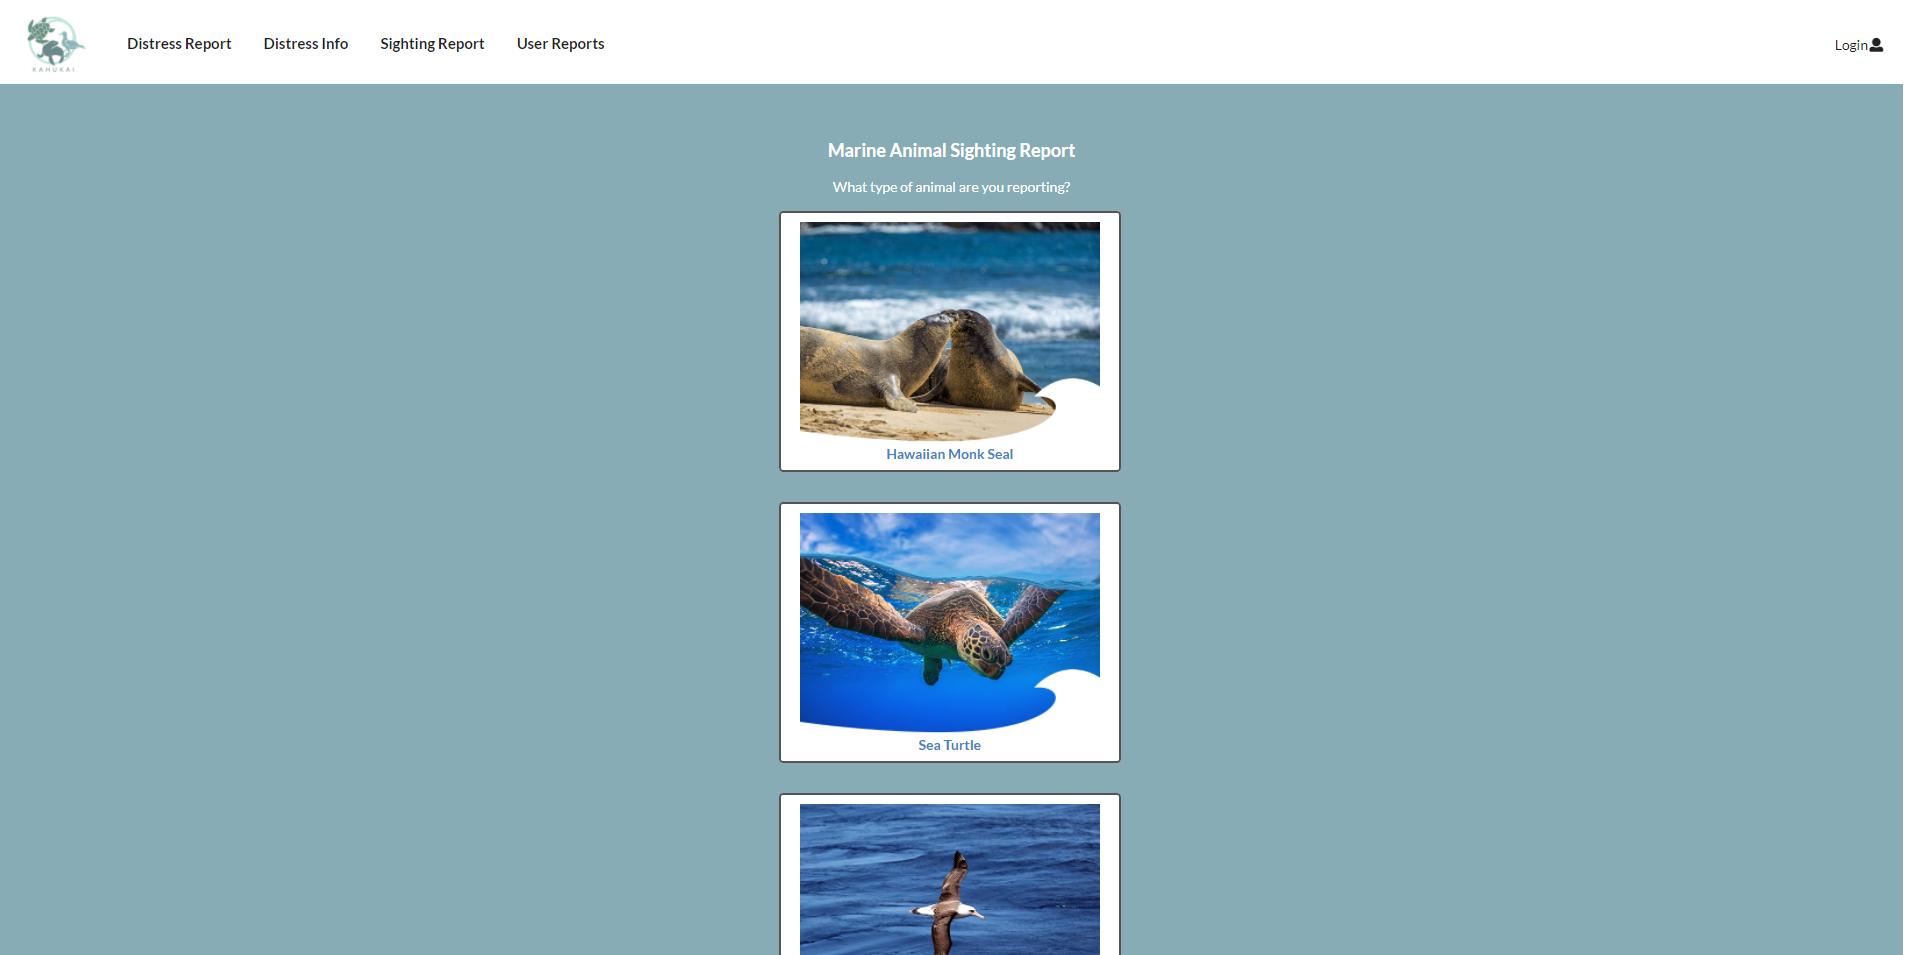 KAHUKAI
Distress Report
Distress Info
Sighting Report
User Reports
Login
Marine Animal Sighting Report
What type of animal are you reporting?
Hawaiian Monk Seal
Sea Turtle